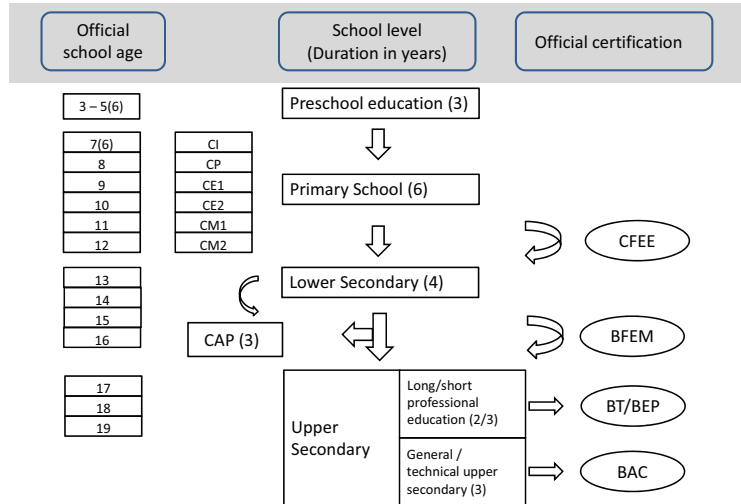 Official
school age
School level
(Duration in years)
Official certification
3 – 5(6)
Preschool education (3)
7(6)
CI
8
CP
9
CE1
Primary School (6)
10
CE2
11
CM1
12
CM2
CFEE
13
Lower Secondary (4)
14
15
16
CAP (3)
BFEM
17
18
19
Upper
Secondary
Long/short
professional
education (2/3)
BT/BEP
General /
technical upper
secondary (3)
BAC